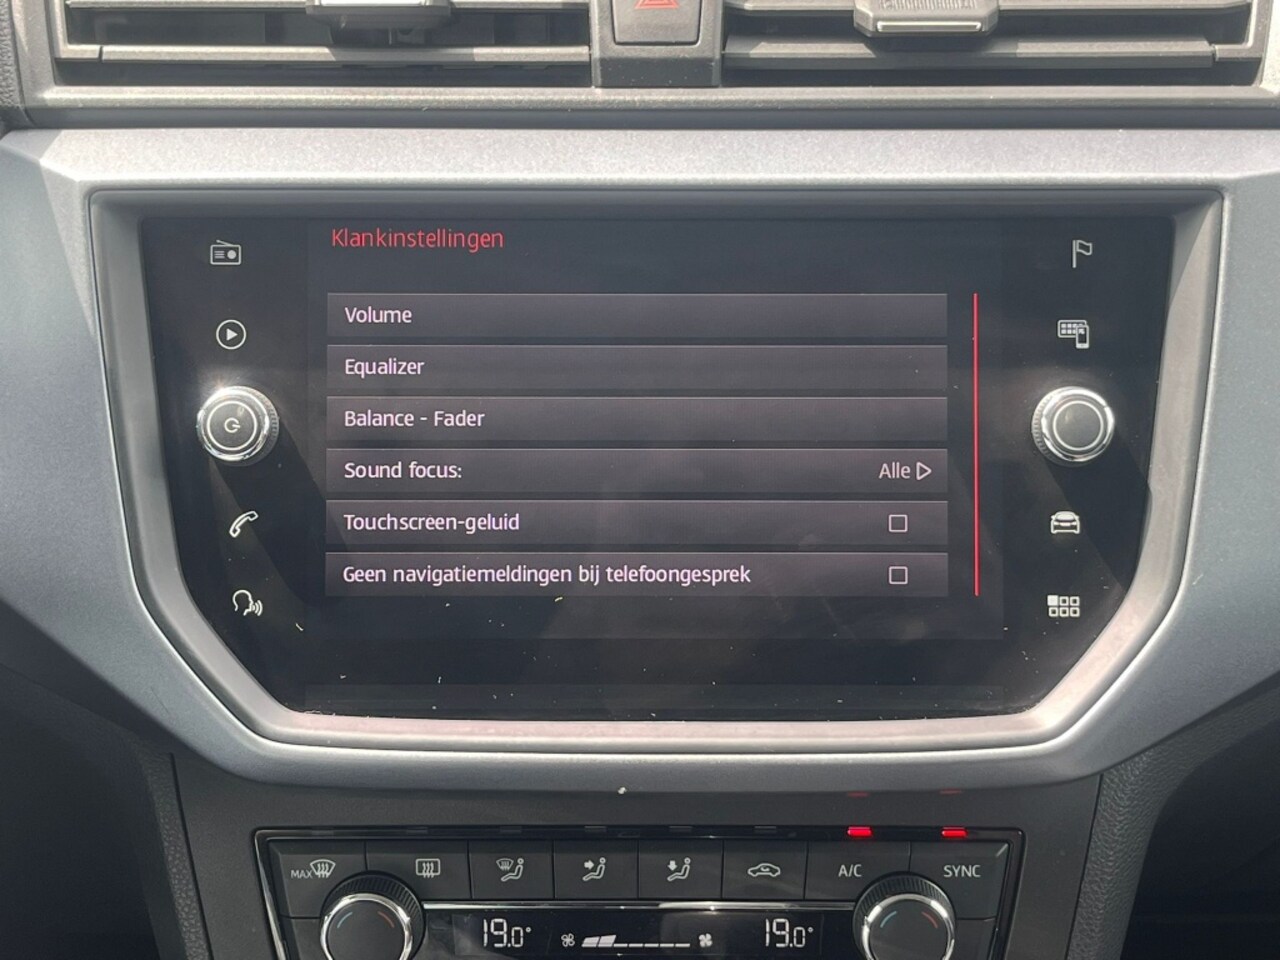 Klankinstellingen
Volume
Equalizer
Balance - Fader
Sound focus: Alle
Touchscreen-geluid
Geen navigatiemeldingen bij telefoongesprek
MAX A/C SYNC
19.0° 19.0°